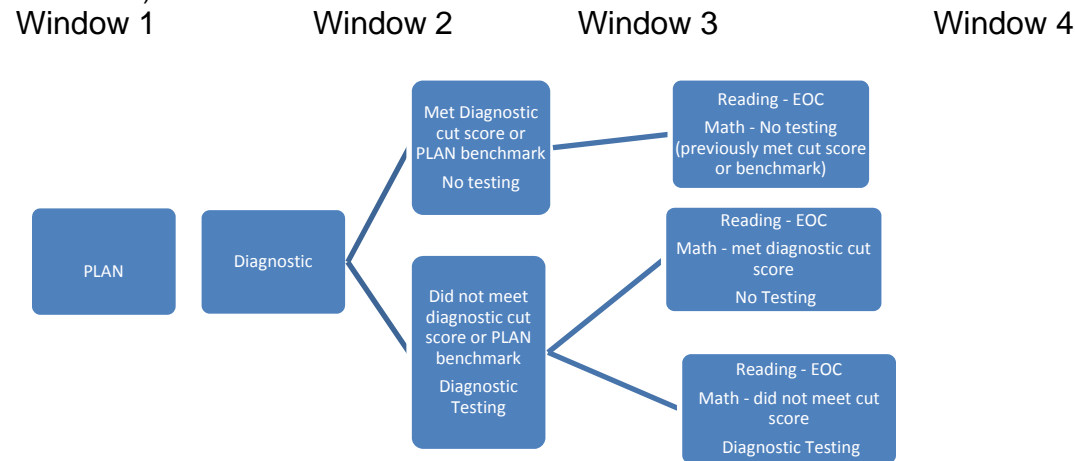 Window 1
Window 2
Window 3
Window 4
PLAN
Diagnostic
Met Diagnostic
cut score or
PLAN benchmark
No testing
Did not meet
diagnostic cut
score or PLAN
benchmark
Diagnostic
Testing
Reading - EOC
Math - No testing
(previously met cut score
or benchmark)
Reading - EOC
Math - met diagnostic cut
score
No Testing
Reading - EOC
Math - did not meet cut
score
Diagnostic Testing